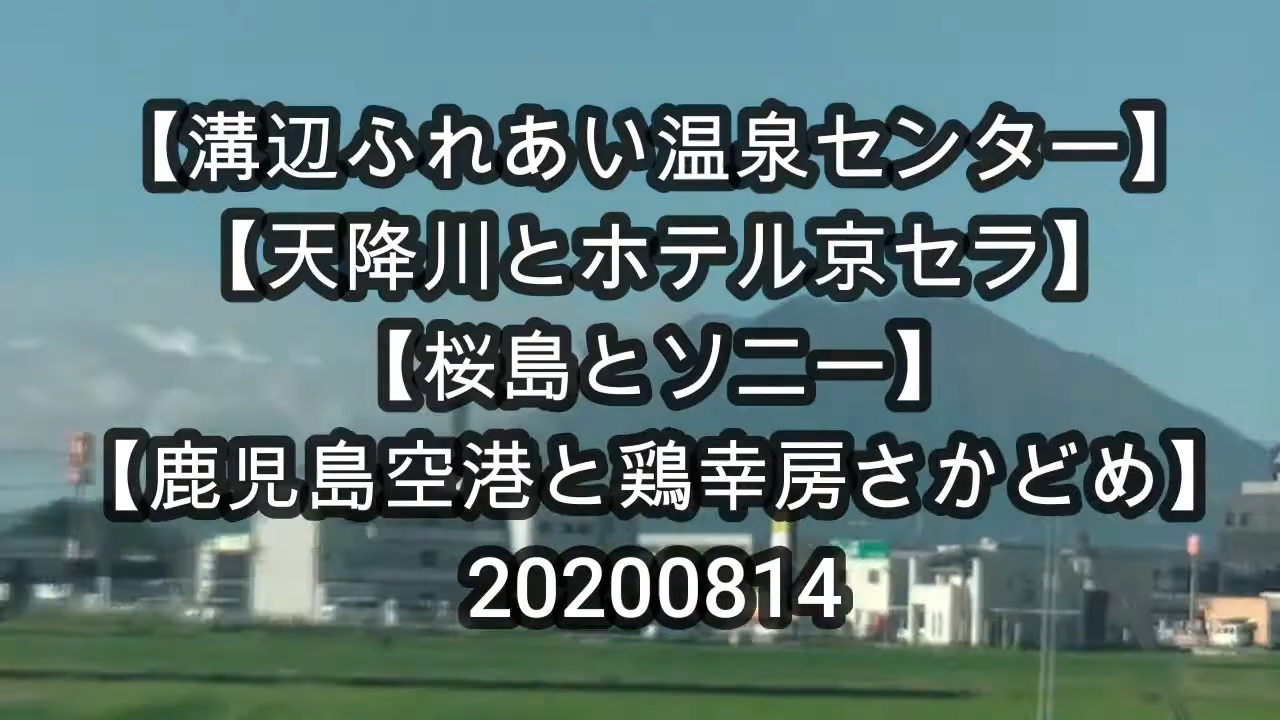 【溝辺ふれあい温泉センター】
【天降川とホテル京セラ】
【桜島とソニー】
【鹿児島空港と鶏幸房さかどめ】
20200814